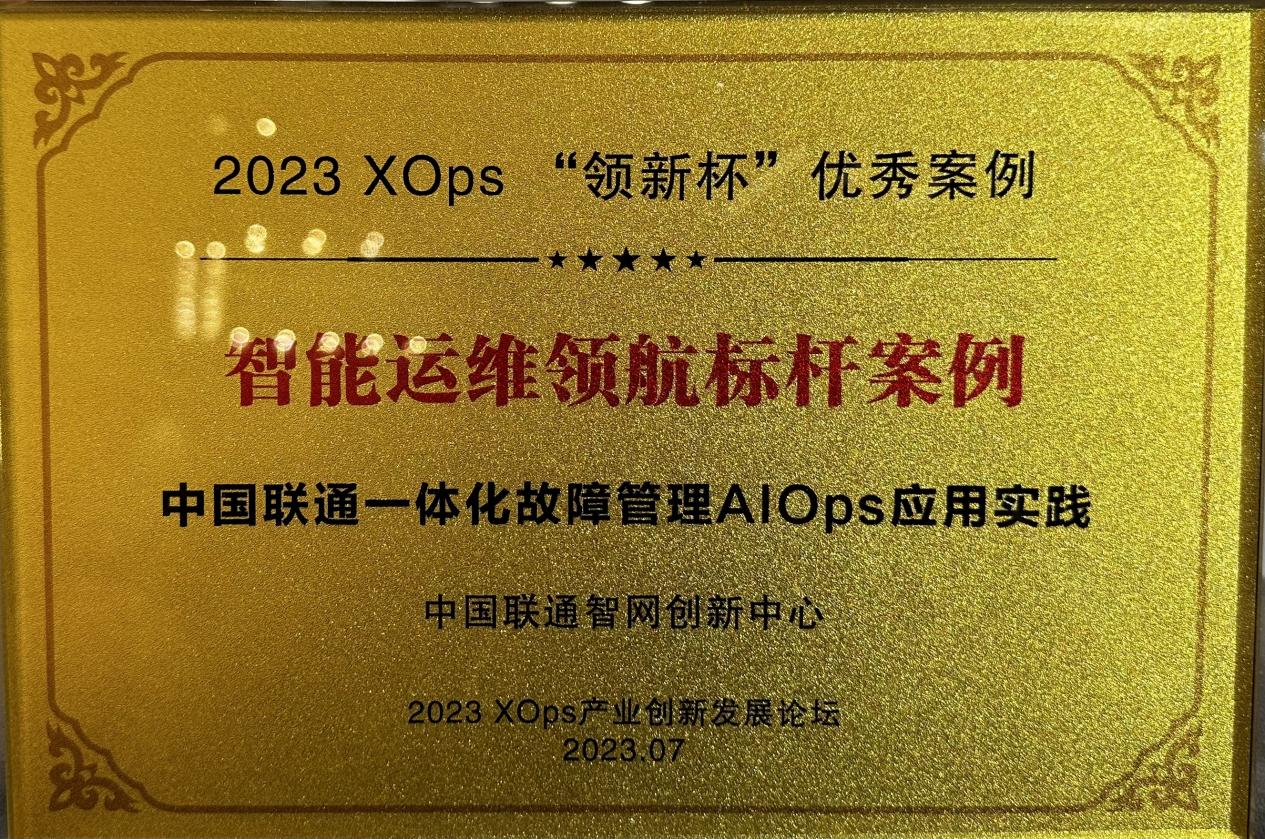 2023 XOps “领新杯”优秀案例
智能运维领航标杆案例
中国联通一体化故障管理AIOps应用实践
中国联通智网创新中心
2023 XOps产业创新发展论坛
2023.07